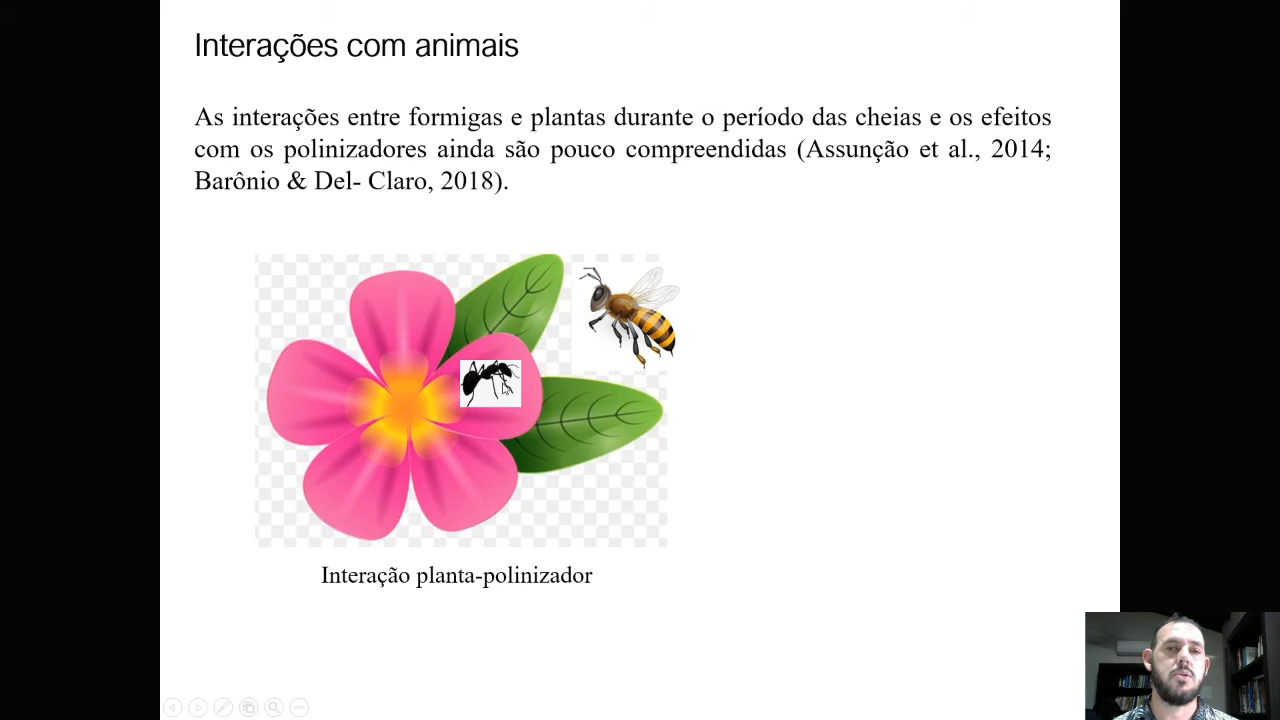 Interações com animais
As interações entre formigas e plantas durante o período das cheias e os efeitos
com os polinizadores ainda são pouco compreendidas (Assunção et al., 2014;
Barônio & Del- Claro, 2018).
Interação planta-polinizador